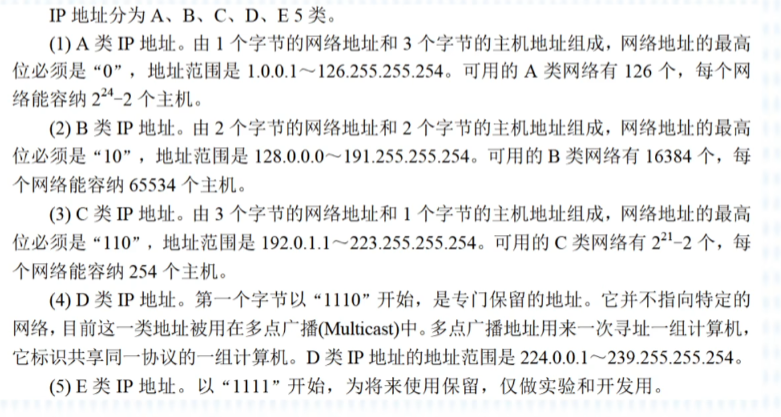 IP 地址分为 A、B、C、D、E 5 类。
(1) A 类 IP 地址。由 1 个字节的网络地址和 3 个字节的主机地址组成，网络地址的最高
位必须是“0”，地址范围是 1.0.0.1～126.255.255.254。可用的 A 类网络有 126 个，每个网
络能容纳 2²⁴−2 个主机。
(2) B 类 IP 地址。由 2 个字节的网络地址和 2 个字节的主机地址组成，网络地址的最高
位必须是“10”，地址范围是 128.0.0.0～191.255.255.254。可用的 B 类网络有 16384 个，每
个网络能容纳 65534 个主机。
(3) C 类 IP 地址。由 3 个字节的网络地址和 1 个字节的主机地址组成，网络地址的最高
位必须是“110”，地址范围是 192.0.1.1～223.255.255.254。可用的 C 类网络有 2²¹−2 个，每
个网络能容纳 254 个主机。
(4) D 类 IP 地址。第一个字节以“1110”开始，是专门保留的地址。它并不指向特定的
网络，目前这一类地址被用在多点广播(Multicast)中。多点广播地址用来一次寻址一组计算机，
它标识共享同一协议的一组计算机。D 类 IP 地址的地址范围是 224.0.0.1～239.255.255.254。
(5) E 类 IP 地址。以“1111”开始，为将来使用保留，仅做实验和开发用。